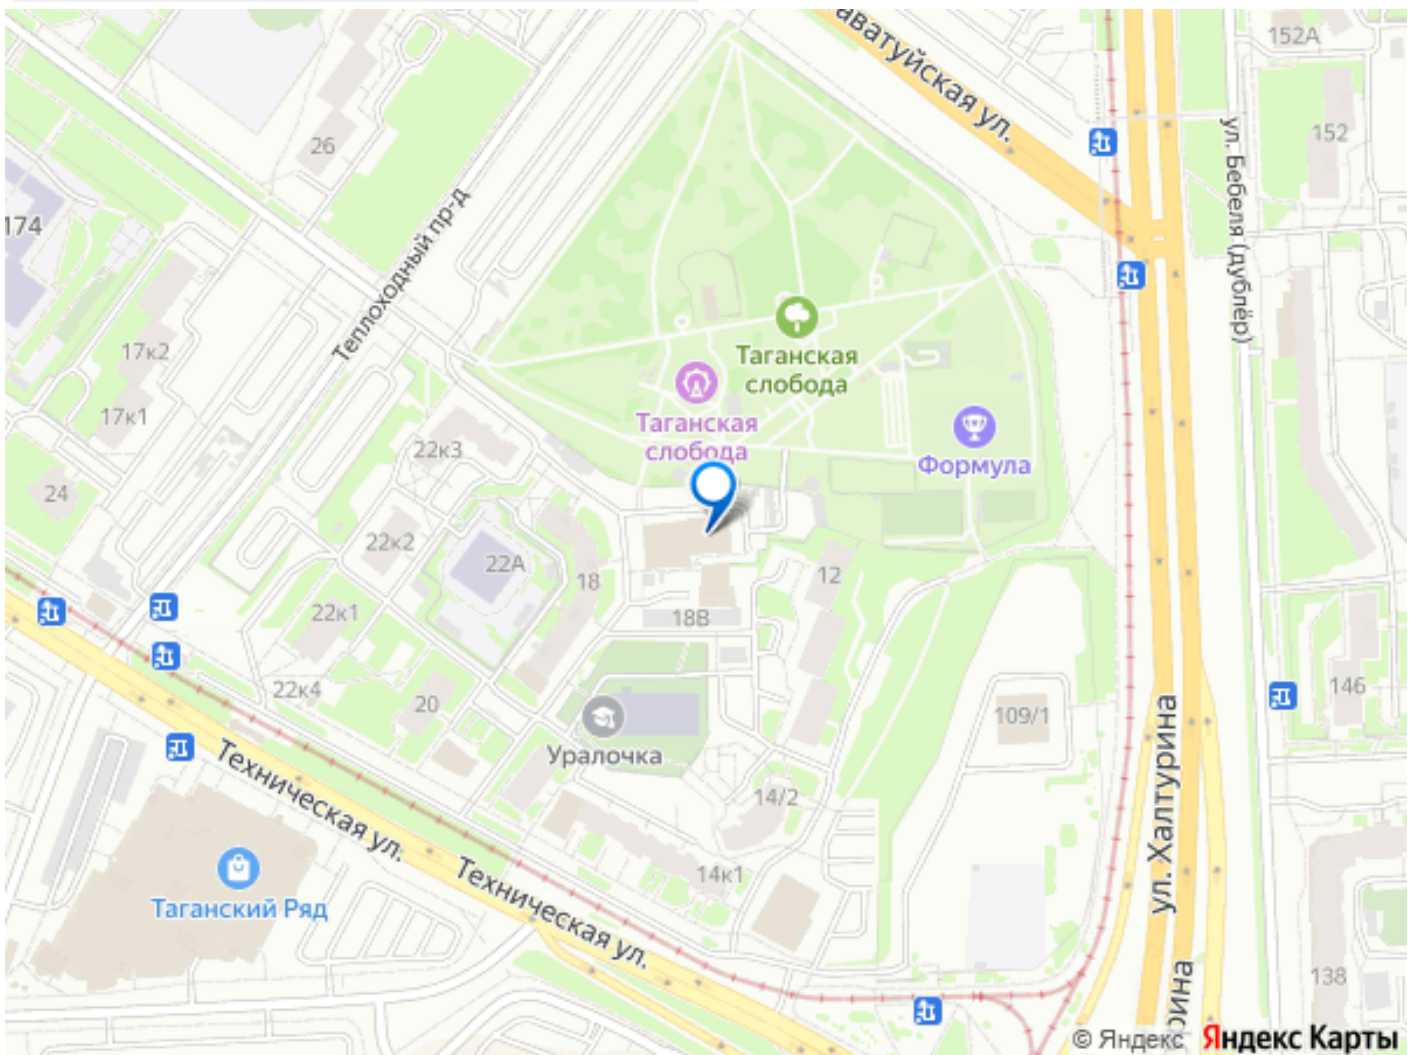 аватуйская ул.
152А
152
ул. Бебеля (дублёр)
26
174
Теплоходный пр-д
17к2
17к1
Таганская
слобода
Таганская
слобода
Формула
22к3
24
22к2
22А
18
12
22к1
18В
22к4
20
146
109/1
Уралочка
ул. Халтурина
14/2
Техническая ул.
14к1
Техническая ул.
Таганский Ряд
138
рина
© Яндекс Яндекс Карты